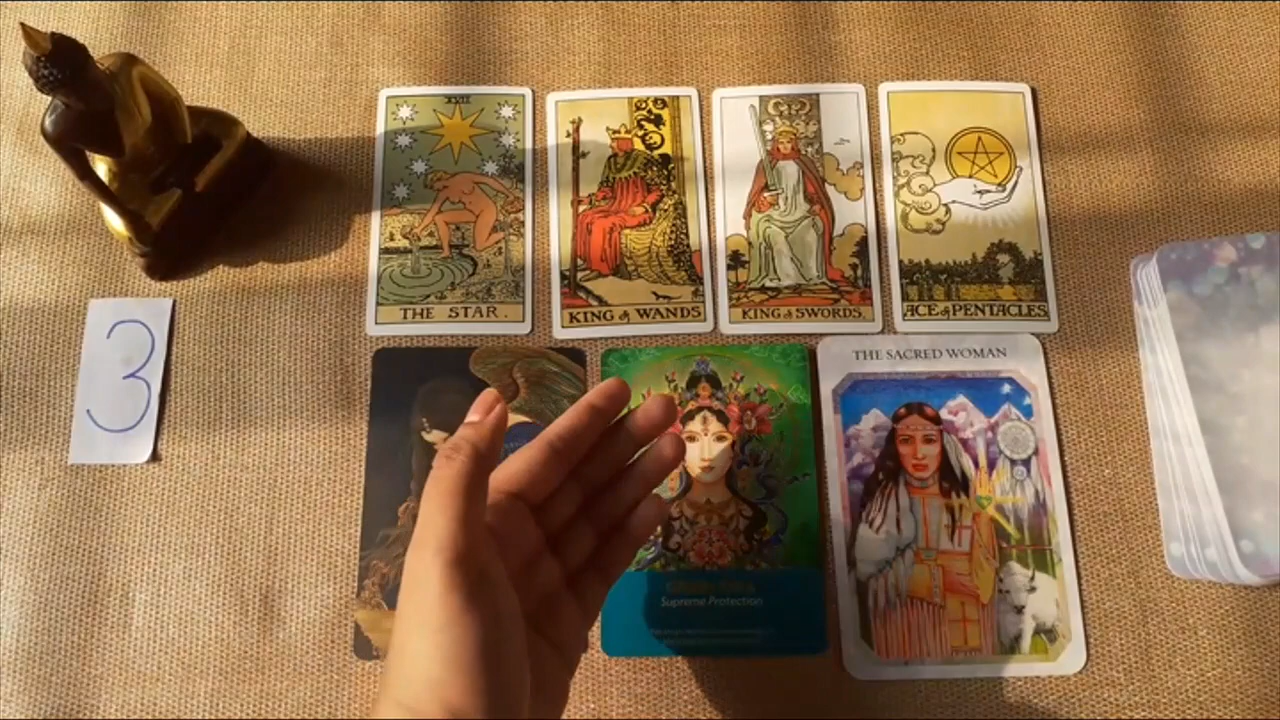 XVII
THE STAR.
KING of WANDS
KING of SWORDS.
ACE of PENTACLES
3
THE SACRED WOMAN
Supreme Protection